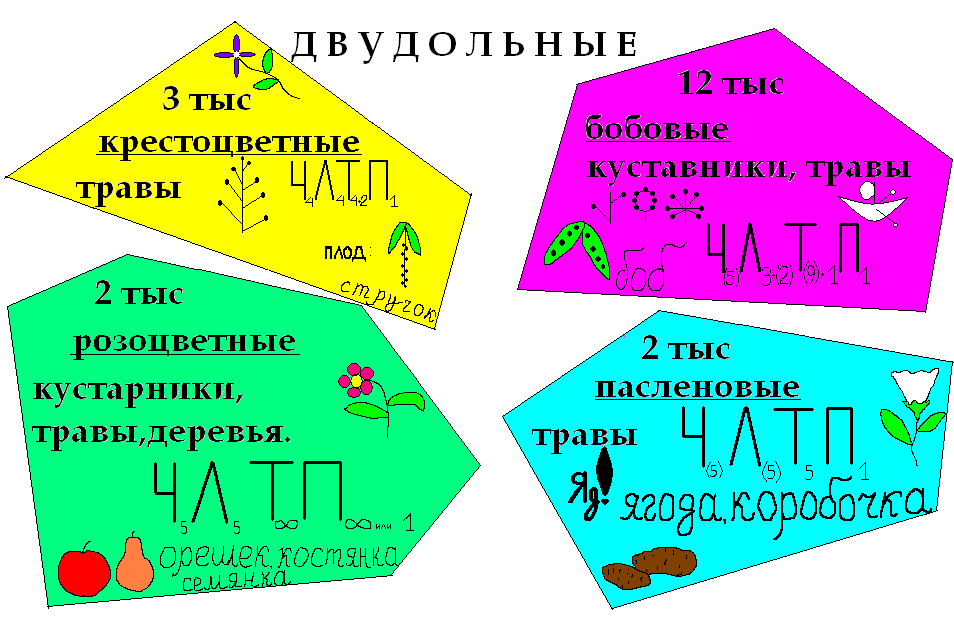 ДВУДОЛЬНЫЕ
3 тыс
крестоцветные
травы
Ч4Л4Т4+2П1
плод:
стручок
12 тыс
бобовые
куставники, травы
боб
Ч(5)Л3+(2)Т(9)+1П1
2 тыс
розоцветные
кустарники,
травы,деревья.
Ч5Л5Т∞П∞ или 1
орешек, костянка
семянка
2 тыс
пасленовые
травы
Ч(5)Л(5)Т5П1
Яд!
ягода, коробочка